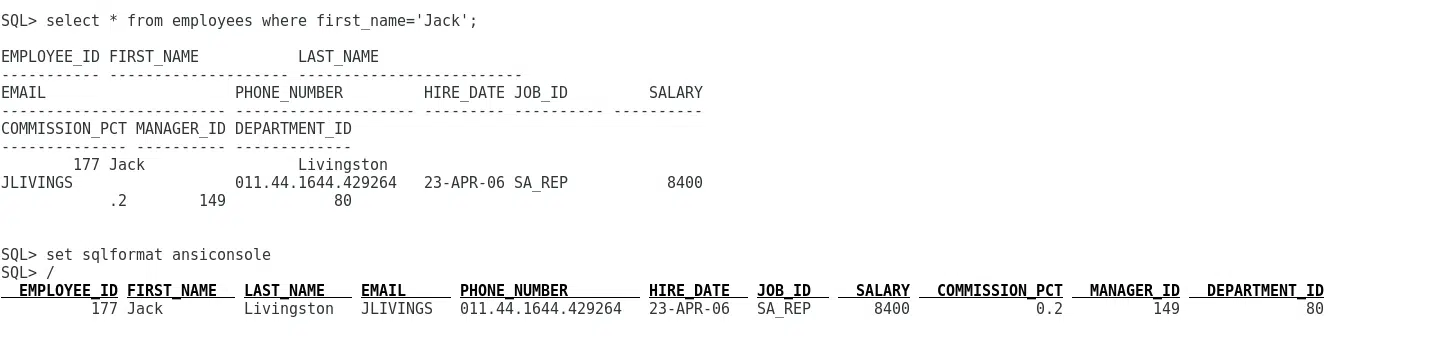 SQL> select * from employees where first_name='Jack';
EMPLOYEE_ID FIRST_NAME           LAST_NAME
----------- -------------------- -------------------------
EMAIL                     PHONE_NUMBER         HIRE_DATE JOB_ID         SALARY
------------------------- -------------------- --------- ---------- ----------
COMMISSION_PCT MANAGER_ID DEPARTMENT_ID
-------------- ---------- -------------
        177 Jack                 Livingston
JLIVINGS                  011.44.1644.429264   23-APR-06 SA_REP           8400
            .2        149            80
SQL> set sqlformat ansiconsole
SQL> /
  EMPLOYEE_ID FIRST_NAME   LAST_NAME    EMAIL      PHONE_NUMBER         HIRE_DATE   JOB_ID     SALARY   COMMISSION_PCT   MANAGER_ID   DEPARTMENT_ID
          177 Jack         Livingston   JLIVINGS   011.44.1644.429264   23-APR-06   SA_REP       8400              0.2          149              80